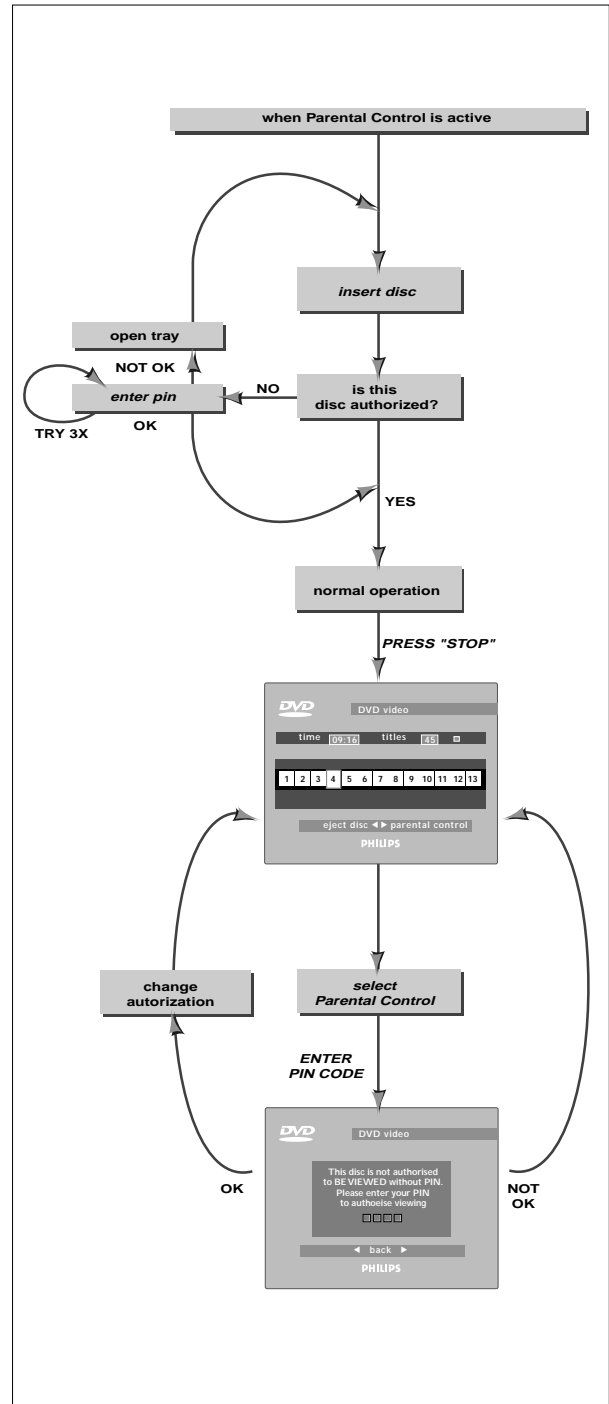 when Parental Control is active
insert disc
open tray
NOT OK
enter pin
NO
is this
disc authorized?
TRY 3X
OK
YES
normal operation
PRESS "STOP"
DVD
DVD video
time 09:16 titles 45
1 2 3 4 5 6 7 8 9 10 11 12 13
eject disc ◄ ► parental control
PHILIPS
change
autorization
select
Parental Control
ENTER
PIN CODE
DVD
DVD video
This disc is not authorised
to BEVIEWED without PIN.
Please enter your PIN
to authoeise viewing
OK
NOT
OK
◄ back ►
PHILIPS